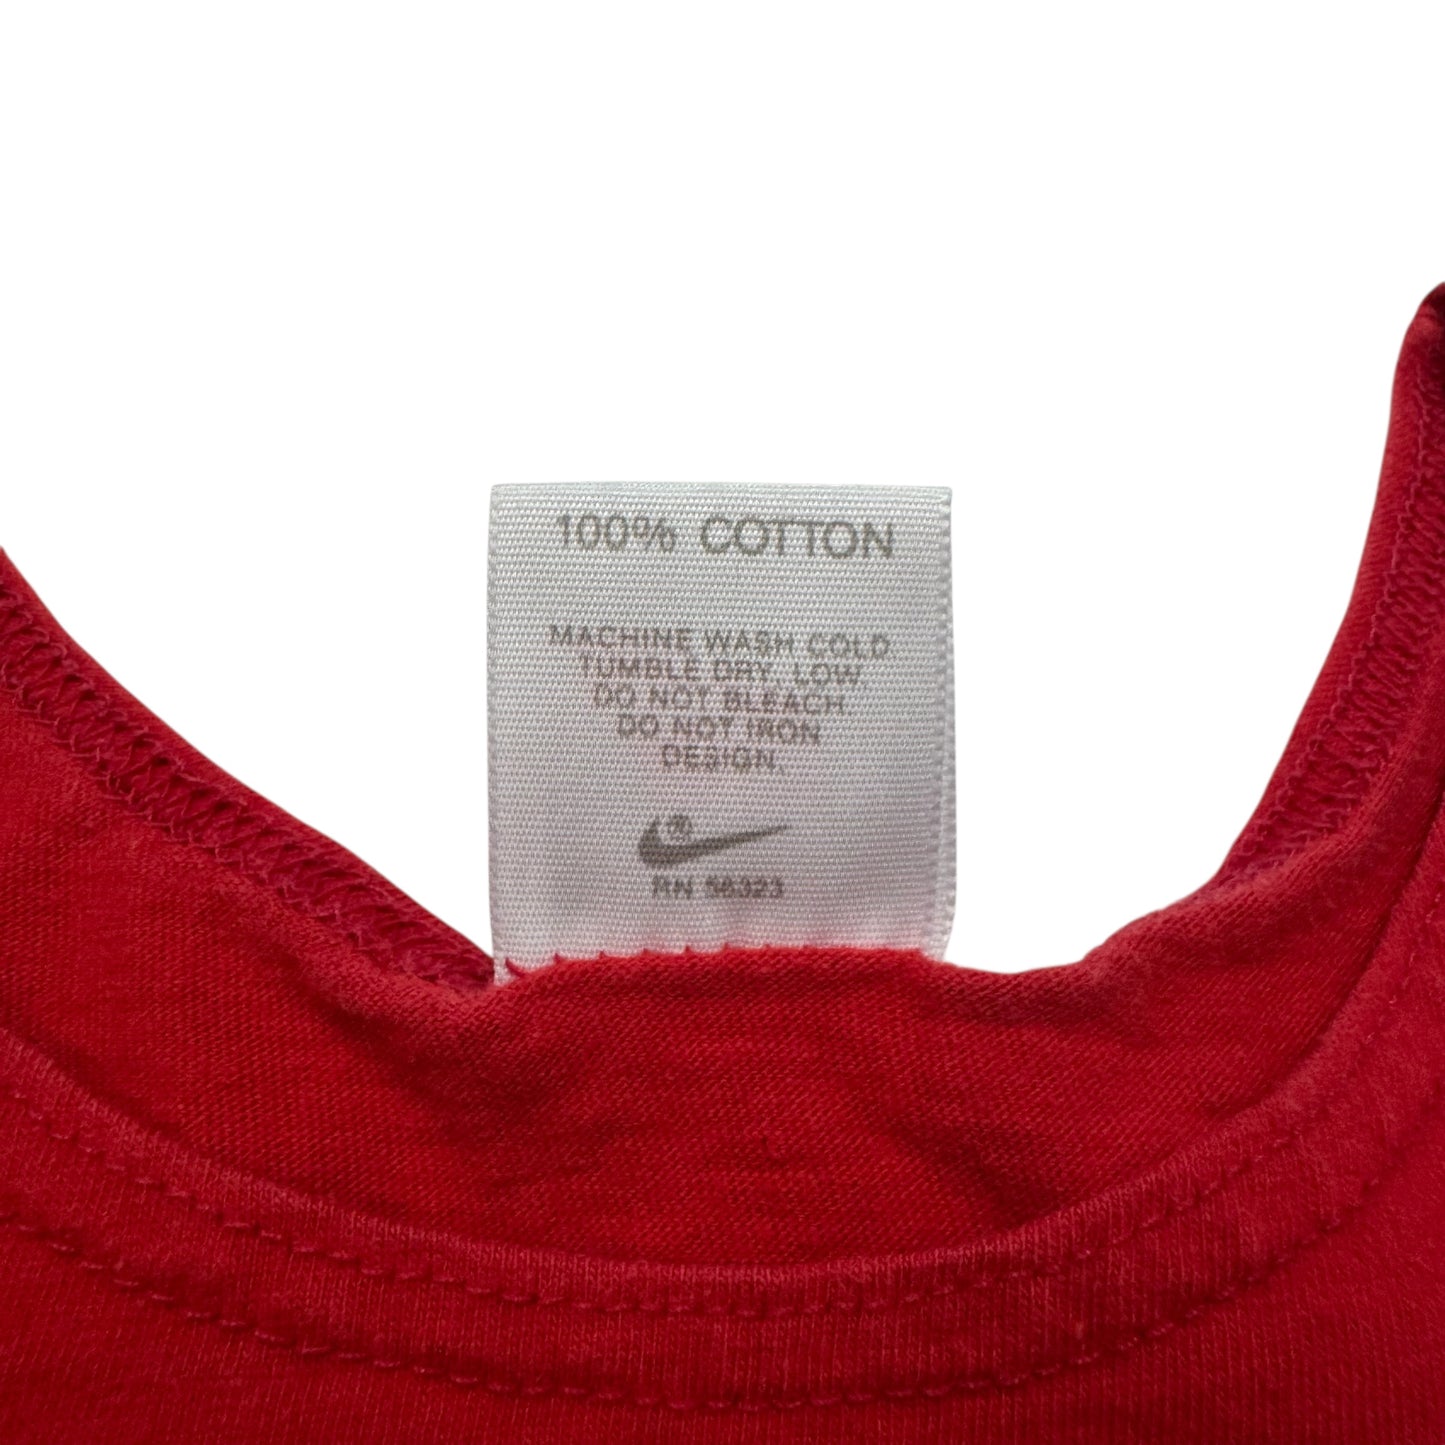 100% COTTON
MACHINE WASH COLD.
TUMBLE DRY, LOW.
DO NOT BLEACH
DO NOT IRON
DESIGN.
RN 56323